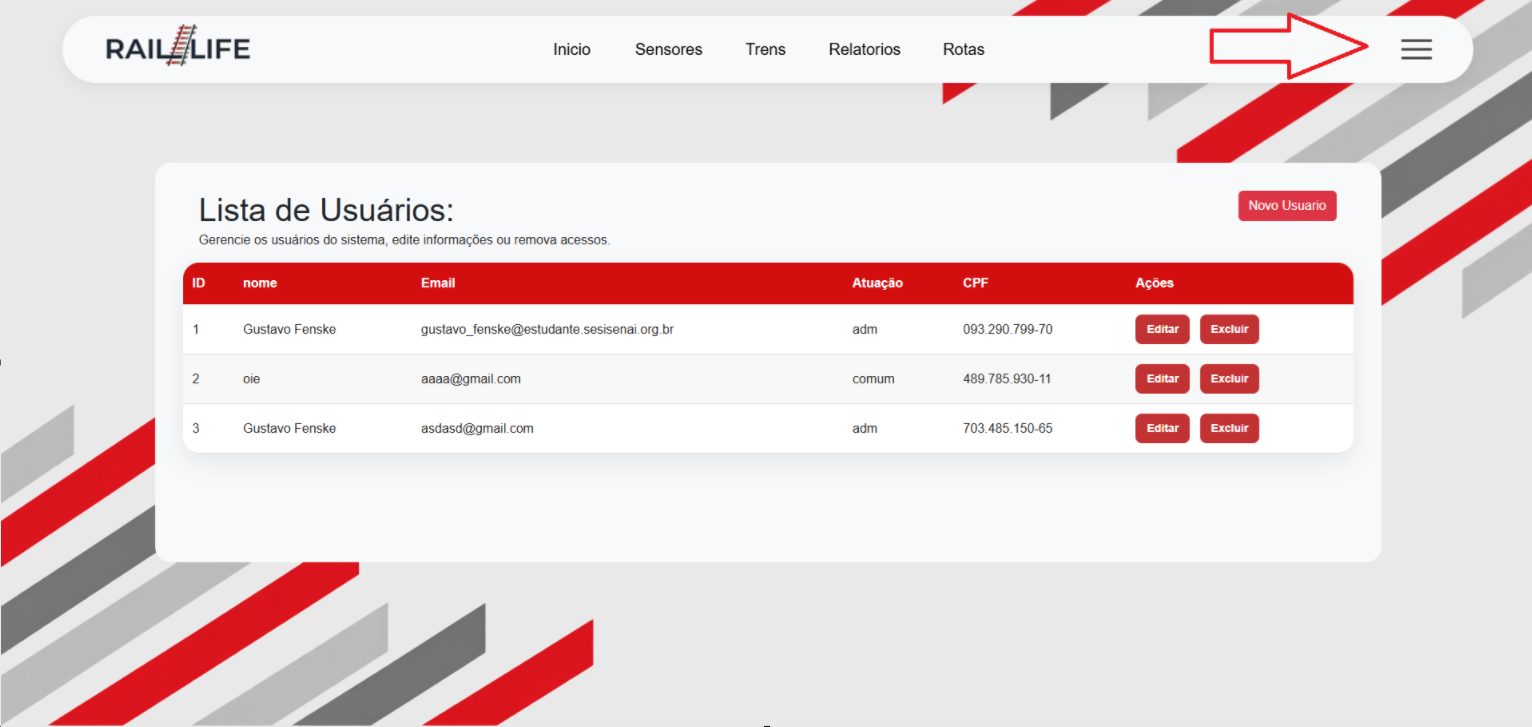 RAIL LIFE Inicio Sensores Trens Relatorios Rotas
Lista de Usuários:
Novo Usuario
Gerencie os usuários do sistema, edite informações ou remova acessos.
ID nome Email Atuação CPF Ações
1 Gustavo Fenske gustavo_fenske@estudante.sesisenai.org.br adm 093.290.799-70 Editar Excluir
2 oie aaaa@gmail.com comum 489.785.930-11 Editar Excluir
3 Gustavo Fenske asdasd@gmail.com adm 703.485.150-65 Editar Excluir